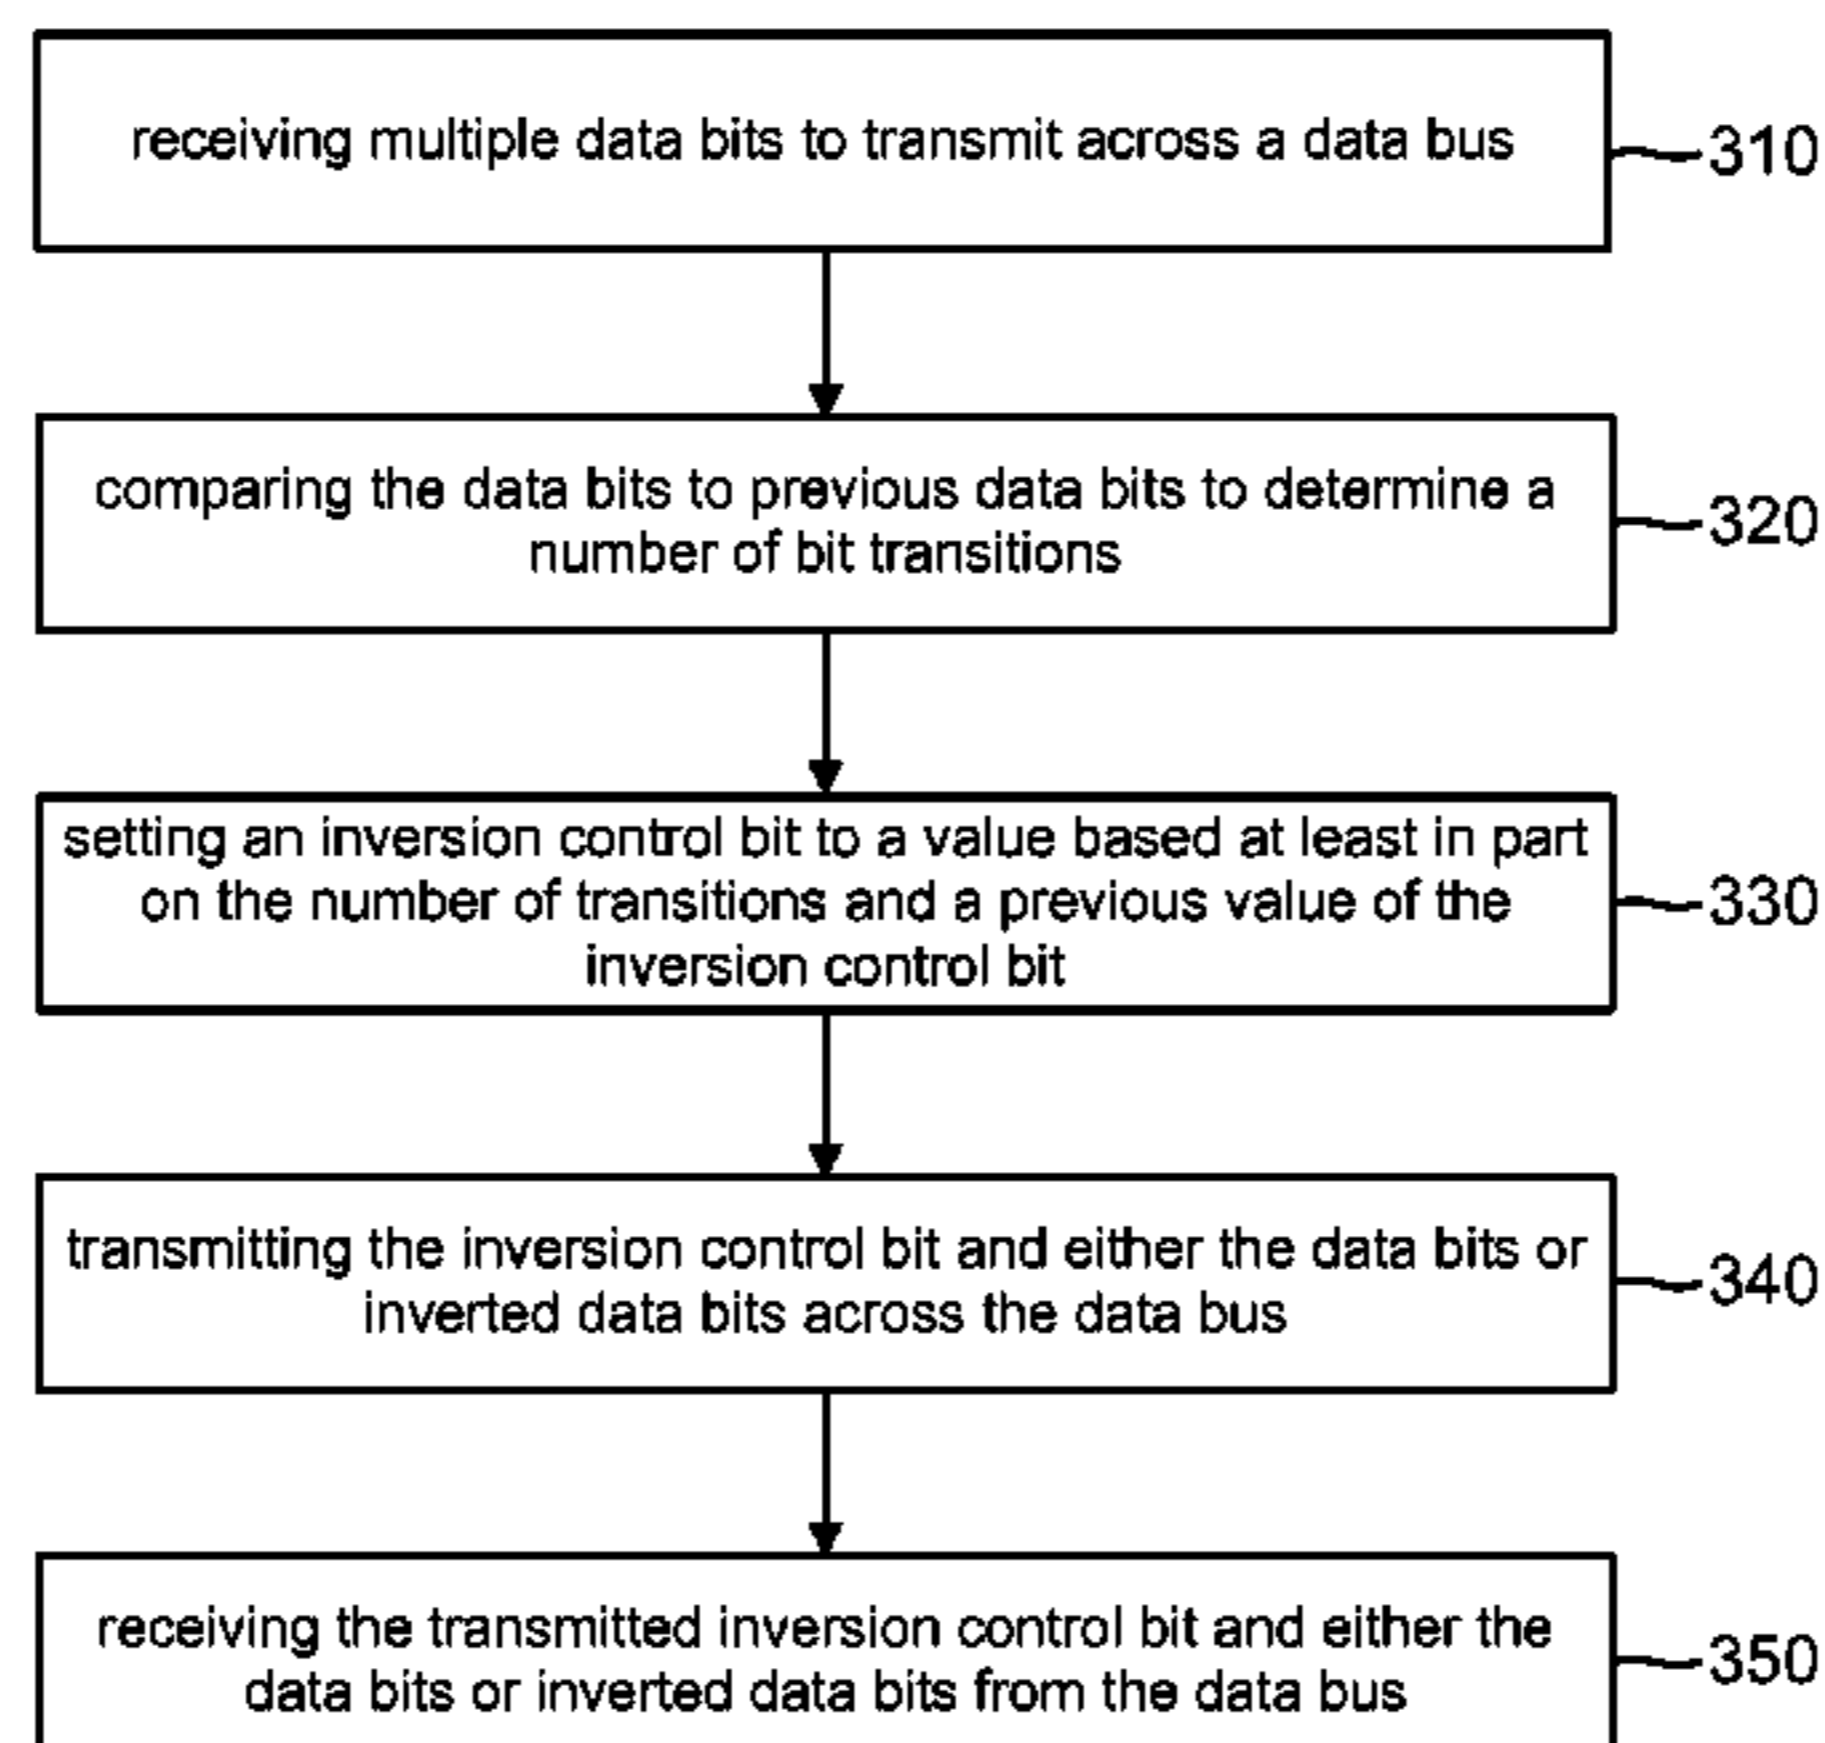 receiving multiple data bits to transmit across a data bus
310
comparing the data bits to previous data bits to determine a
number of bit transitions
320
setting an inversion control bit to a value based at least in part
on the number of transitions and a previous value of the
inversion control bit
330
transmitting the inversion control bit and either the data bits or
inverted data bits across the data bus
340
receiving the transmitted inversion control bit and either the
data bits or inverted data bits from the data bus
350